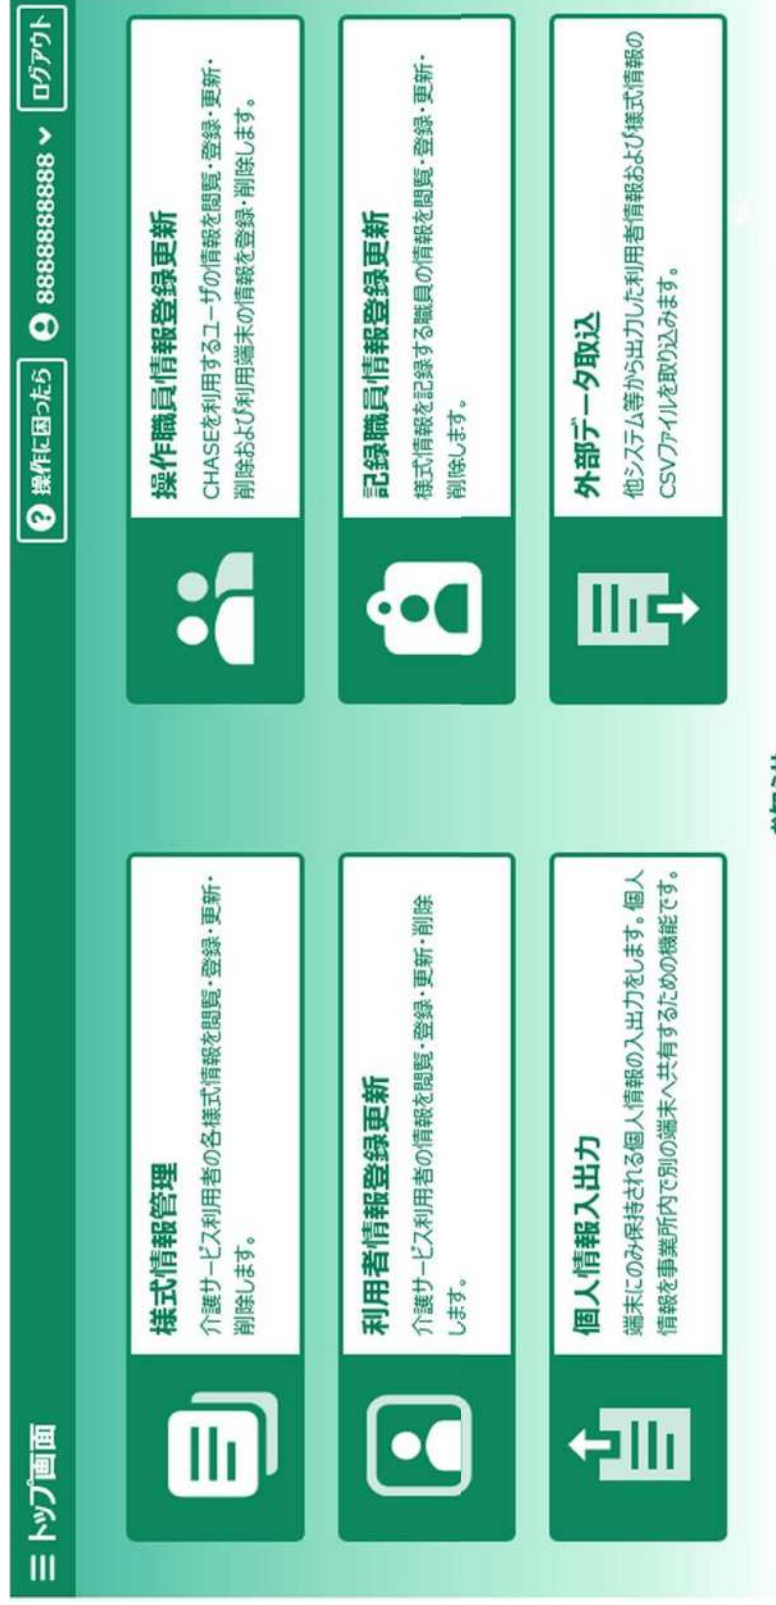 トップ画面
操作に困ったら
8888888888
ログアウト
様式情報管理
介護サービス利用者の各様式情報を閲覧・登録・更新・
削除します。
操作職員情報登録更新
CHASEを利用するユーザの情報を閲覧・登録・更新・
削除および利用端末の情報を登録・削除します。
利用者情報登録更新
介護サービス利用者の情報を閲覧・登録・更新・削除
します。
記録職員情報登録更新
様式情報を記録する職員の情報を閲覧・登録・更新・
削除します。
個人情報入出力
端末にのみ保持される個人情報の入出力をします。個人
情報を事業所内で別の端末へ共有するための機能です。
外部データ取込
他システム等から出力した利用者情報および様式情報の
CSVファイルを取り込みます。